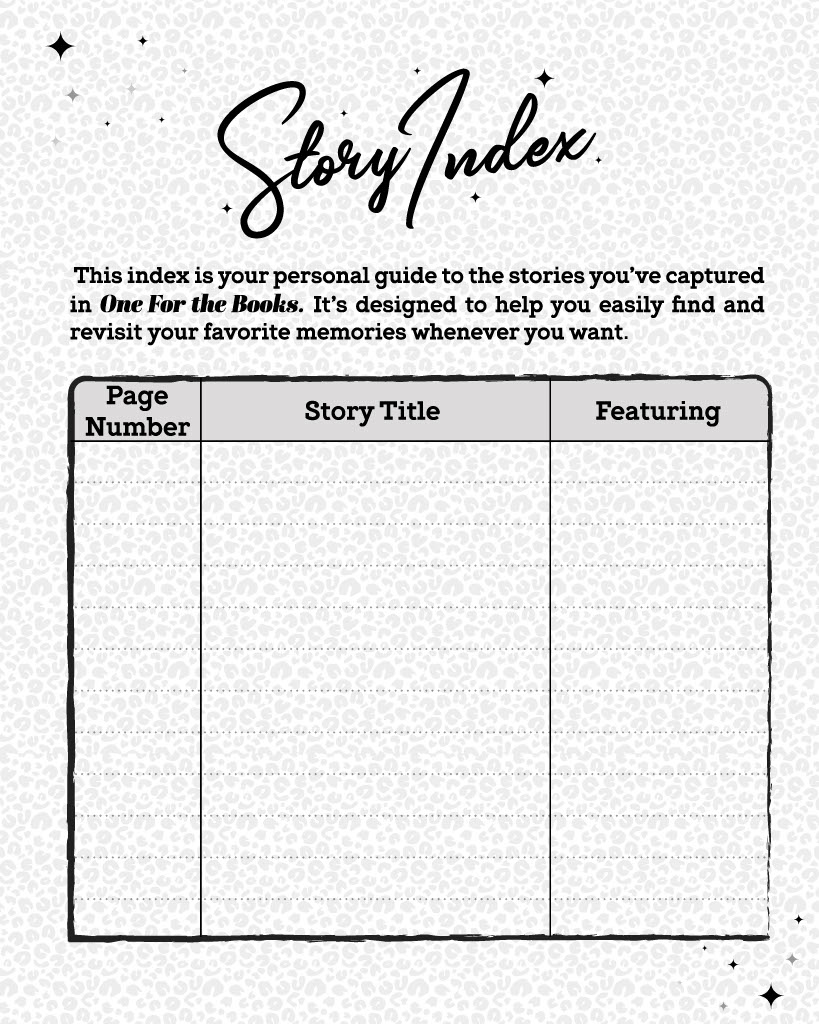 Story Index
This index is your personal guide to the stories you've captured
in One For the Books. It's designed to help you easily find and
revisit your favorite memories whenever you want.
Page
Number
Story Title
Featuring